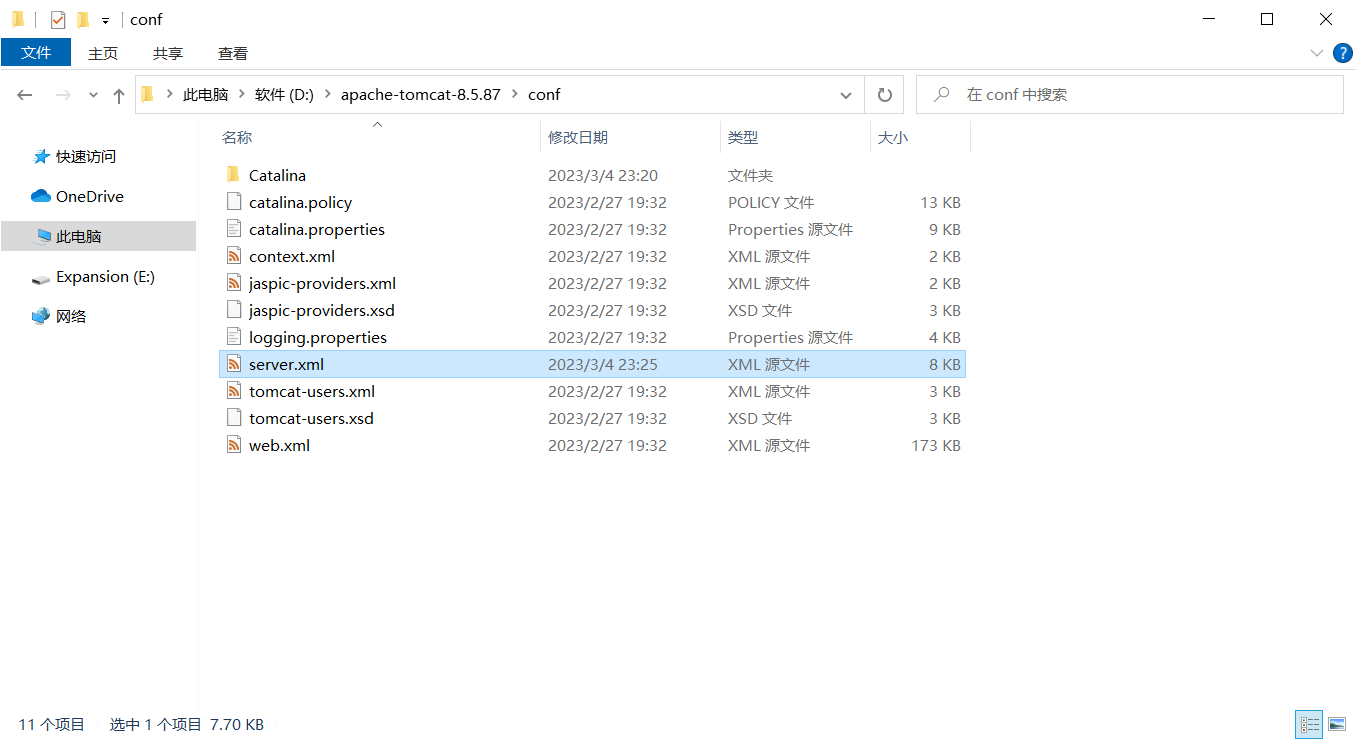 conf
文件 主页 共享 查看 ?
此电脑 软件 (D:) apache-tomcat-8.5.87 conf 在 conf 中搜索
名称 修改日期 类型 大小
快速访问
OneDrive
此电脑
Expansion (E:)
网络
Catalina 2023/3/4 23:20 文件夹
catalina.policy 2023/2/27 19:32 POLICY 文件 13 KB
catalina.properties 2023/2/27 19:32 Properties 源文件 9 KB
context.xml 2023/2/27 19:32 XML 源文件 2 KB
jaspic-providers.xml 2023/2/27 19:32 XML 源文件 2 KB
jaspic-providers.xsd 2023/2/27 19:32 XSD 文件 3 KB
logging.properties 2023/2/27 19:32 Properties 源文件 4 KB
server.xml 2023/3/4 23:25 XML 源文件 8 KB
tomcat-users.xml 2023/2/27 19:32 XML 源文件 3 KB
tomcat-users.xsd 2023/2/27 19:32 XSD 文件 3 KB
web.xml 2023/2/27 19:32 XML 源文件 173 KB
11 个项目 选中 1 个项目 7.70 KB